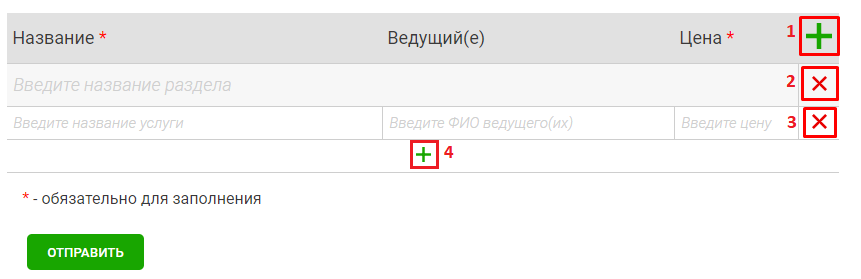 Название * Ведущий(е) Цена * 1
Введите название раздела 2
Введите название услуги Введите ФИО ведущего(их) Введите цену 3
4
* - обязательно для заполнения
ОТПРАВИТЬ